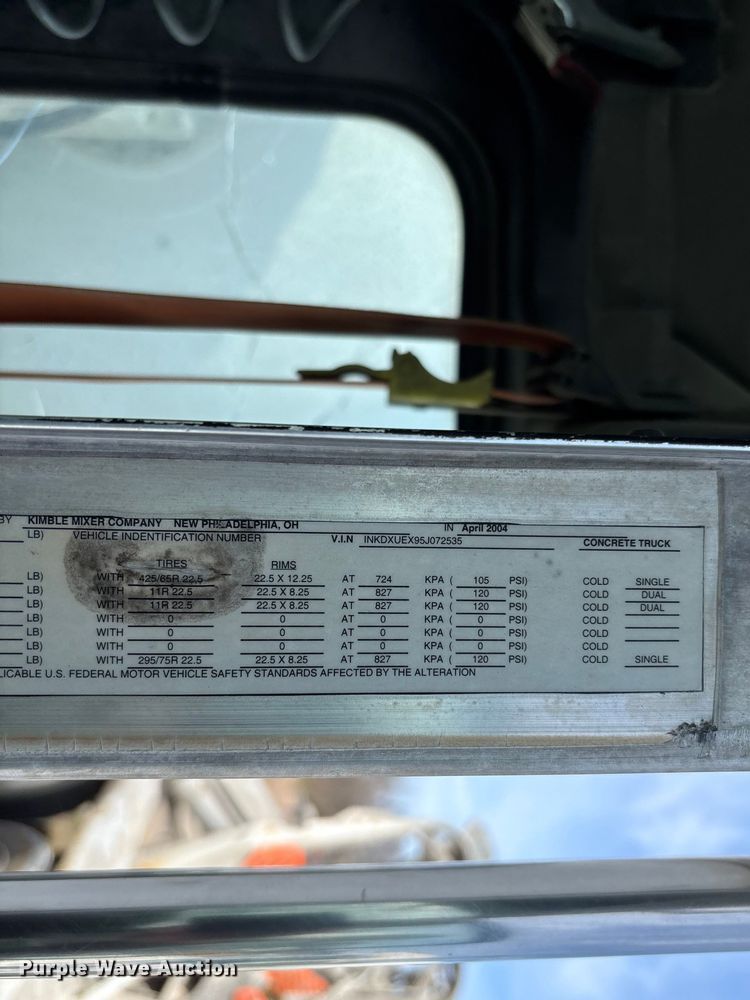 BY KIMBLE MIXER COMPANY NEW PHILADELPHIA, OH IN April 2004
LB) VEHICLE INDENTIFICATION NUMBER V.I.N INKDXUEX95J072535 CONCRETE TRUCK
TIRES RIMS
LB) WITH 425/65R 22.5 22.5 X 12.25 AT 724 KPA ( 105 PSI) COLD SINGLE
LB) WITH 11R 22.5 22.5 X 8.25 AT 827 KPA ( 120 PSI) COLD DUAL
LB) WITH 11R 22.5 22.5 X 8.25 AT 827 KPA ( 120 PSI) COLD DUAL
LB) WITH 0 0 AT 0 KPA ( 0 PSI) COLD
LB) WITH 0 0 AT 0 KPA ( 0 PSI) COLD
LB) WITH 0 0 AT 0 KPA ( 0 PSI) COLD
LB) WITH 295/75R 22.5 22.5 X 8.25 AT 827 KPA ( 120 PSI) COLD SINGLE
LICABLE U.S. FEDERAL MOTOR VEHICLE SAFETY STANDARDS AFFECTED BY THE ALTERATION
Purple Wave Auction